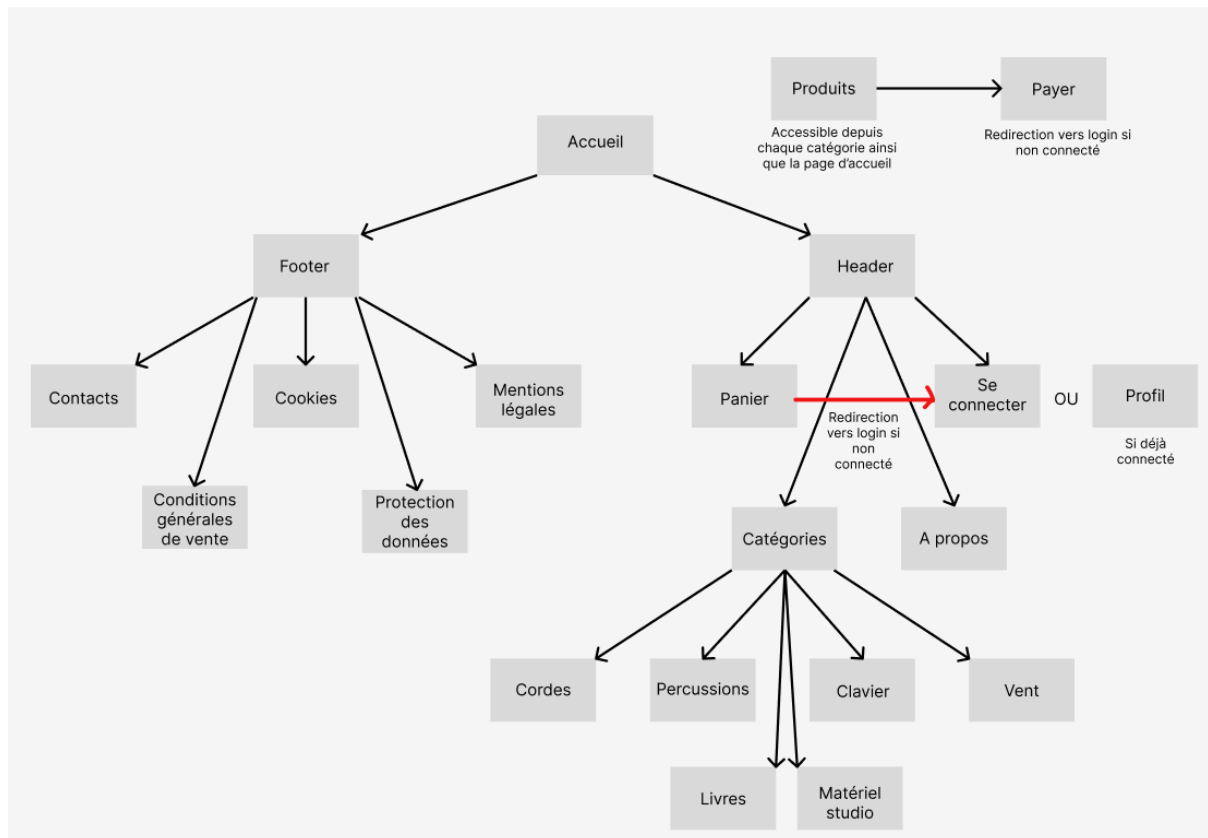 Produits
Payer
Accessible depuis
chaque catégorie ainsi
que la page d'accueil
Redirection vers login si
non connecté
Accueil
Footer
Header
Contacts
Cookies
Mentions
légales
Panier
Se
connecter
OU
Profil
Redirection
vers login si
non
connecté
Si déjà
connecté
Conditions
générales
de vente
Protection
des
données
Catégories
A propos
Cordes
Percussions
Clavier
Vent
Livres
Matériel
studio